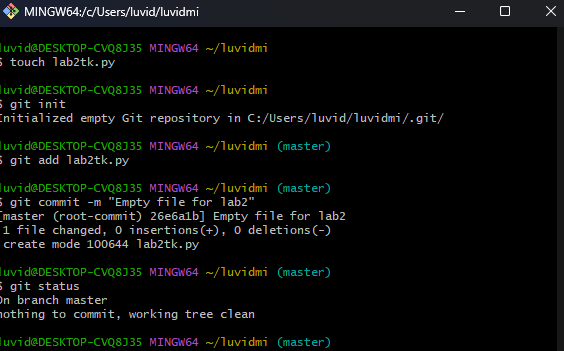 MINGW64:/c/Users/luvid/luvidmi
luvid@DESKTOP-CVQ8J35 MINGW64 ~/luvidmi
$ touch lab2tk.py
luvid@DESKTOP-CVQ8J35 MINGW64 ~/luvidmi
$ git init
Initialized empty Git repository in C:/Users/luvid/luvidmi/.git/
luvid@DESKTOP-CVQ8J35 MINGW64 ~/luvidmi (master)
$ git add lab2tk.py
luvid@DESKTOP-CVQ8J35 MINGW64 ~/luvidmi (master)
$ git commit -m "Empty file for lab2"
[master (root-commit) 26e6a1b] Empty file for lab2
1 file changed, 0 insertions(+), 0 deletions(-)
create mode 100644 lab2tk.py
luvid@DESKTOP-CVQ8J35 MINGW64 ~/luvidmi (master)
$ git status
On branch master
nothing to commit, working tree clean
luvid@DESKTOP-CVQ8J35 MINGW64 ~/luvidmi (master)